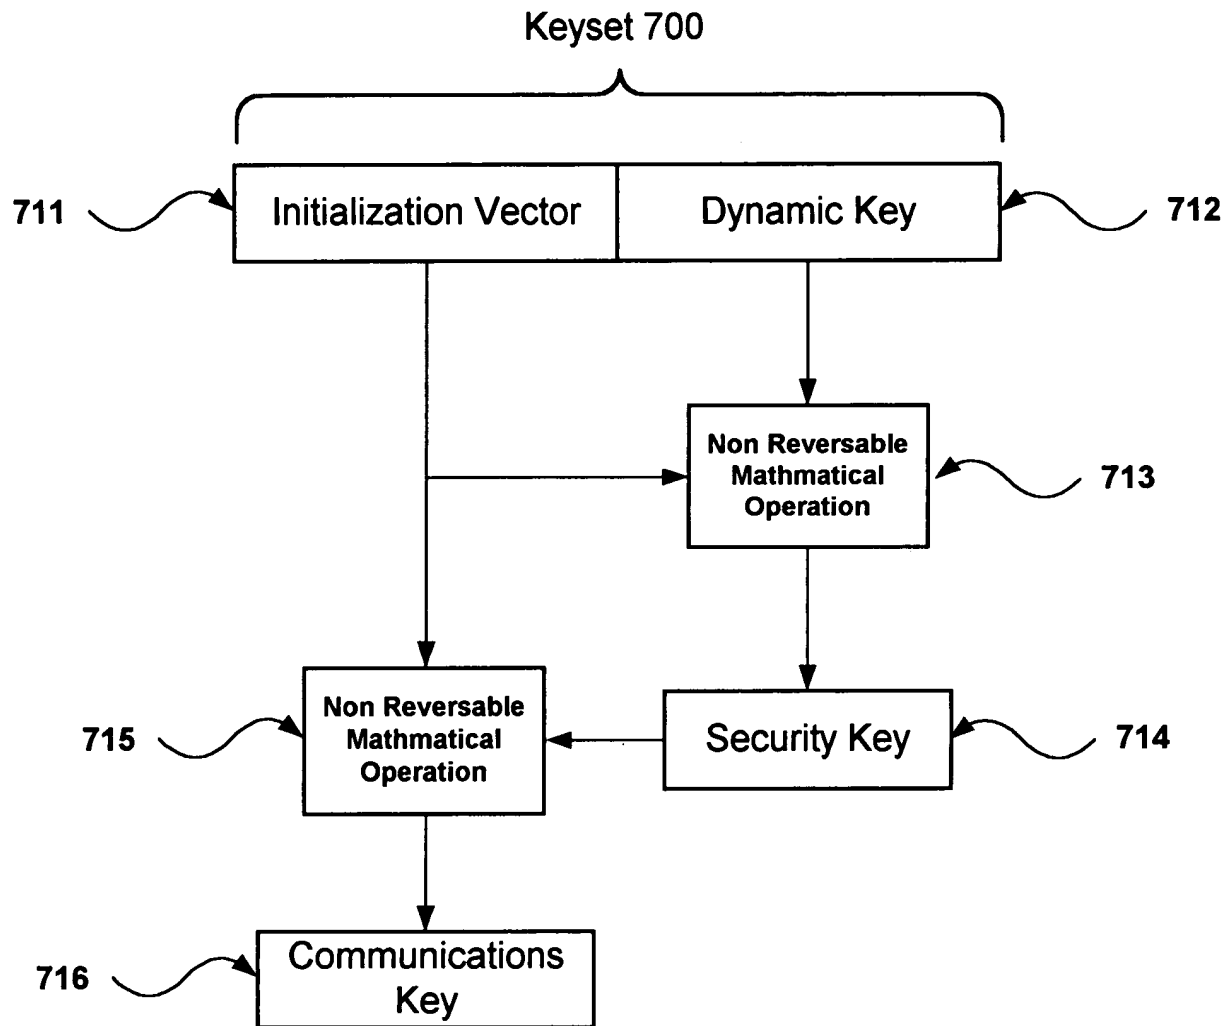 Keyset 700
711
Initialization Vector
Dynamic Key
712
Non Reversable
Mathmatical
Operation
713
715
Non Reversable
Mathmatical
Operation
Security Key
714
716
Communications
Key